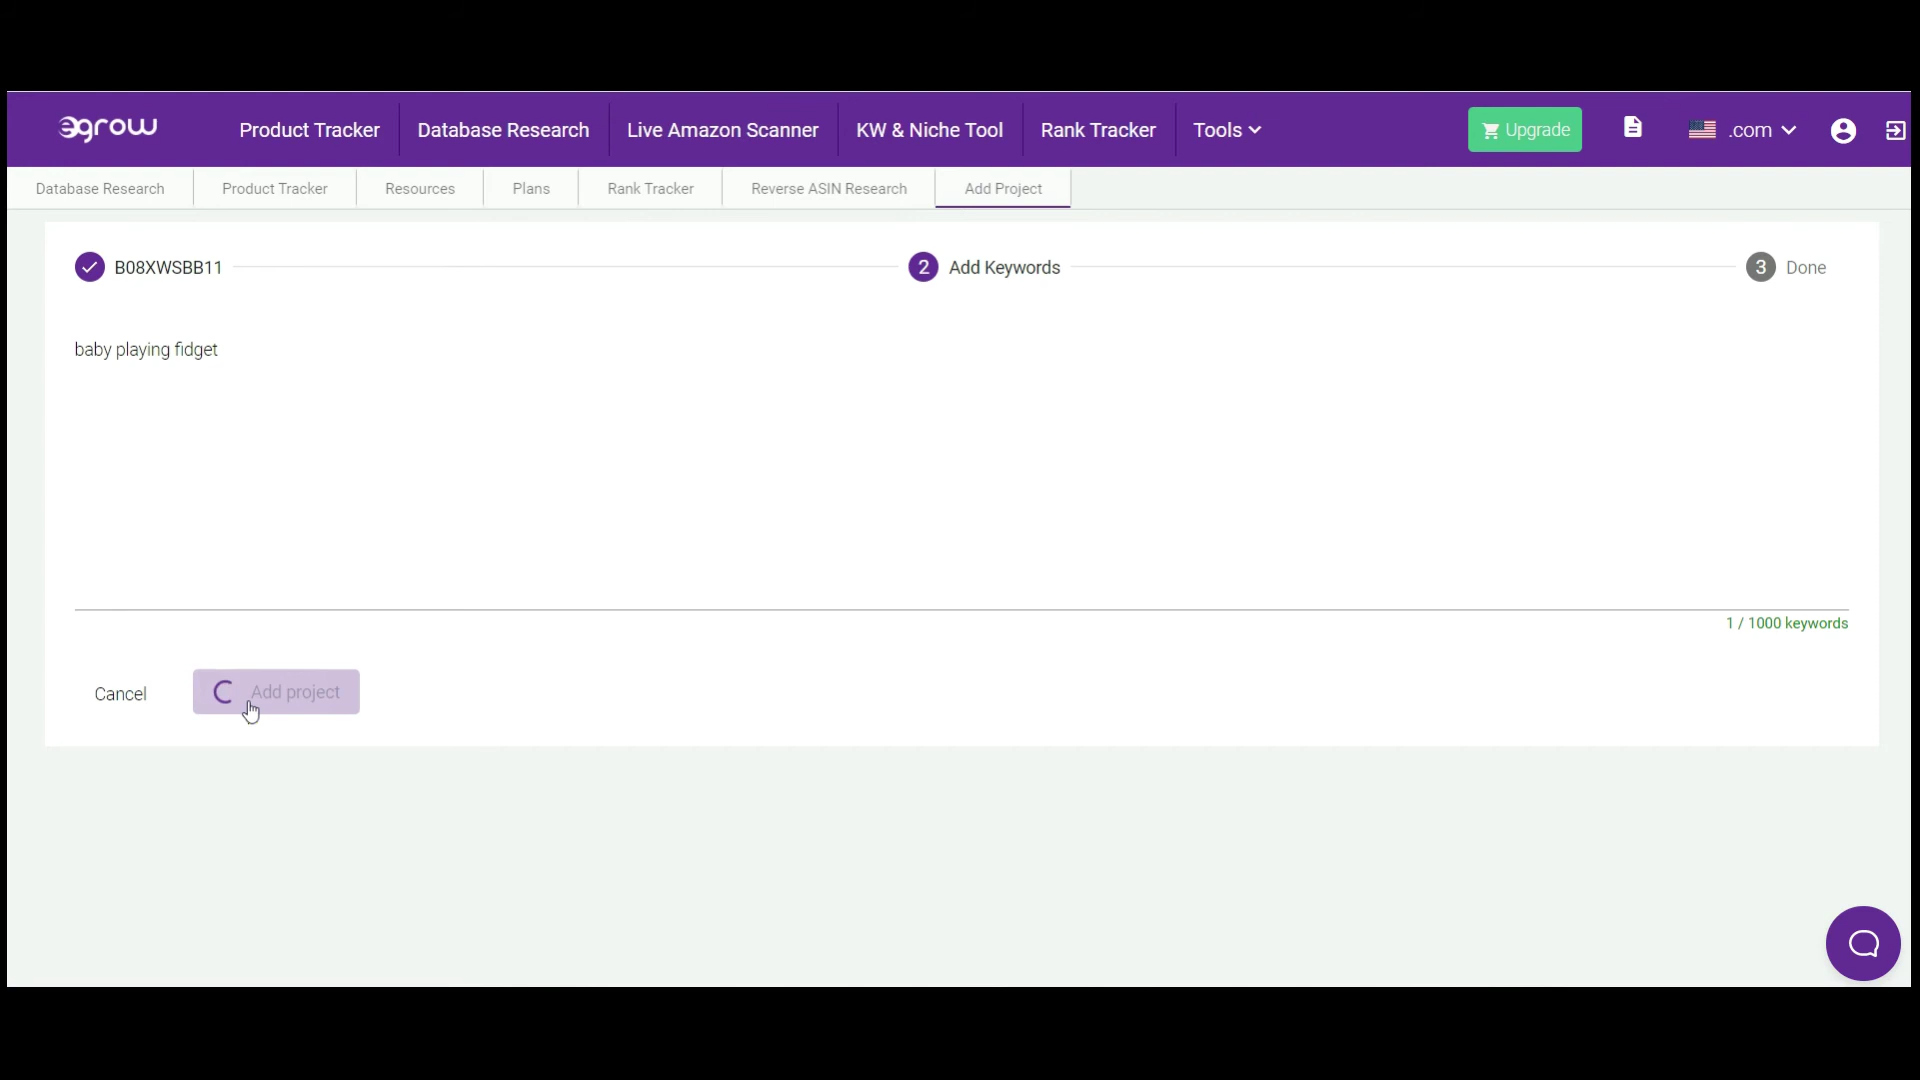 egrow
Product Tracker
Database Research
Live Amazon Scanner
KW & Niche Tool
Rank Tracker
Tools
Upgrade
.com
Database Research
Product Tracker
Resources
Plans
Rank Tracker
Reverse ASIN Research
Add Project
B08XWSBB11
2 Add Keywords
3 Done
baby playing fidget
1 / 1000 keywords
Cancel
Add project